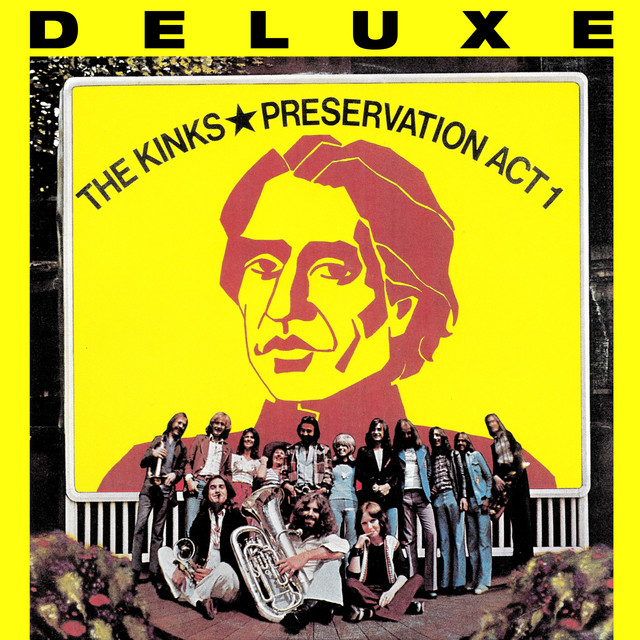 DELUXE
THE KINKS★PRESERVATION ACT 1